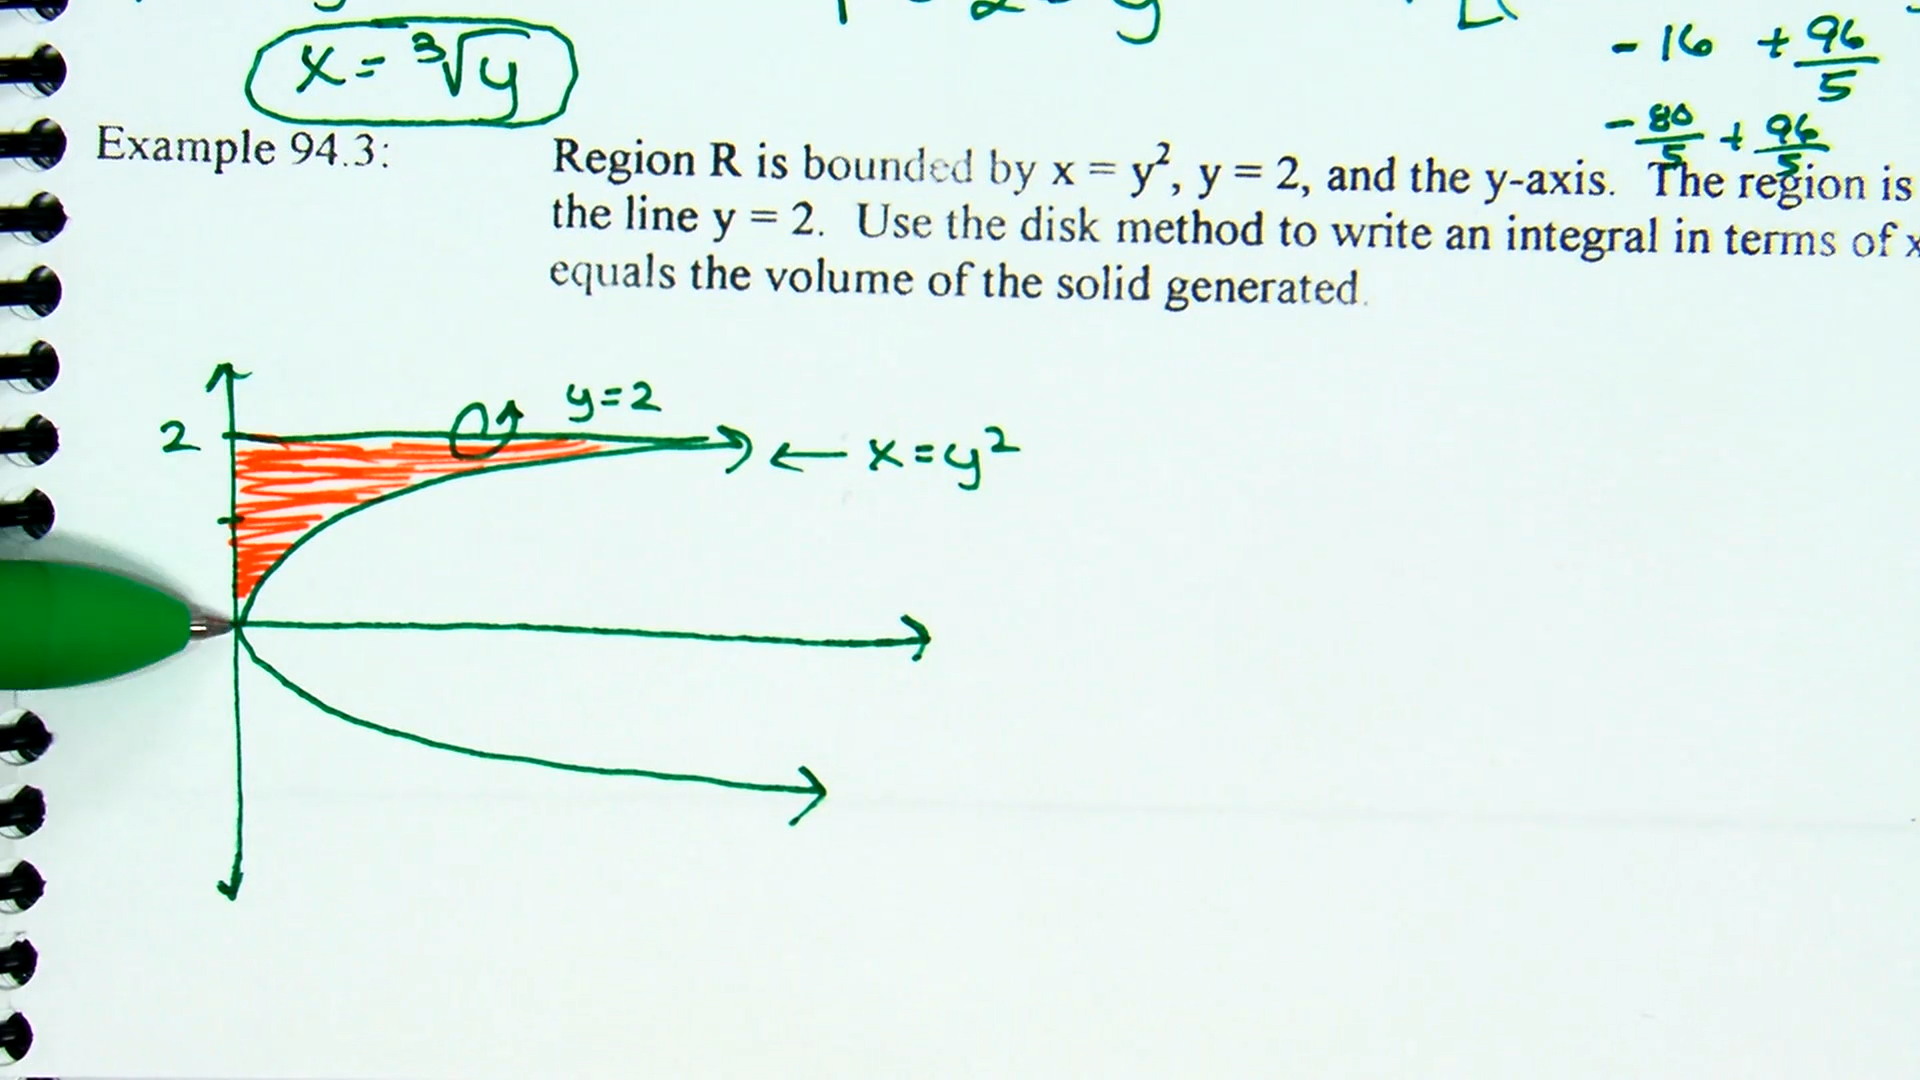 - 16 + 96/5
x = ³√y
- 80/5 + 96/5
Example 94.3:
Region R is bounded by x = y², y = 2, and the y-axis. The region is
the line y = 2. Use the disk method to write an integral in terms of x
equals the volume of the solid generated.
y=2
2
← x=y²